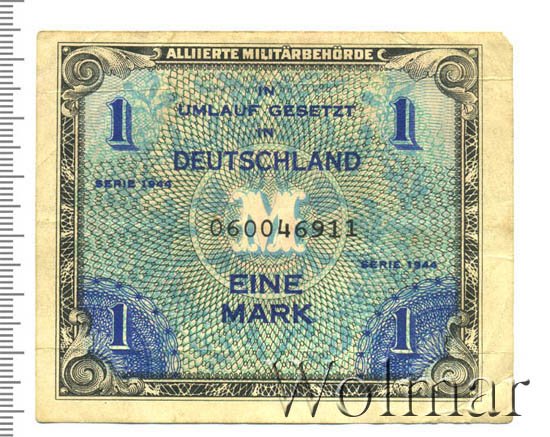 ALLIIERTE MILITÄRBEHÖRDE
1 1
IN
UMLAUF GESETZT
IN
DEUTSCHLAND
SERIE 1944
M
060046911
SERIE 1944
EINE
MARK
1 1
Wolmar